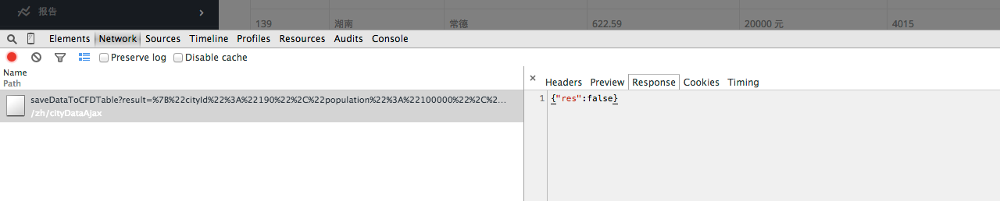 报告
139 湖南 常德 622.59 20000 元 4015
Elements Network Sources Timeline Profiles Resources Audits Console
Preserve log Disable cache
Name
Path
× Headers Preview Response Cookies Timing
saveDataToCFDTable?result=%7B%22cityId%22%3A%22190%22%2C%22population%22%3A%22100000%22%2C%2...
/zh/cityDataAjax
1 {"res":false}